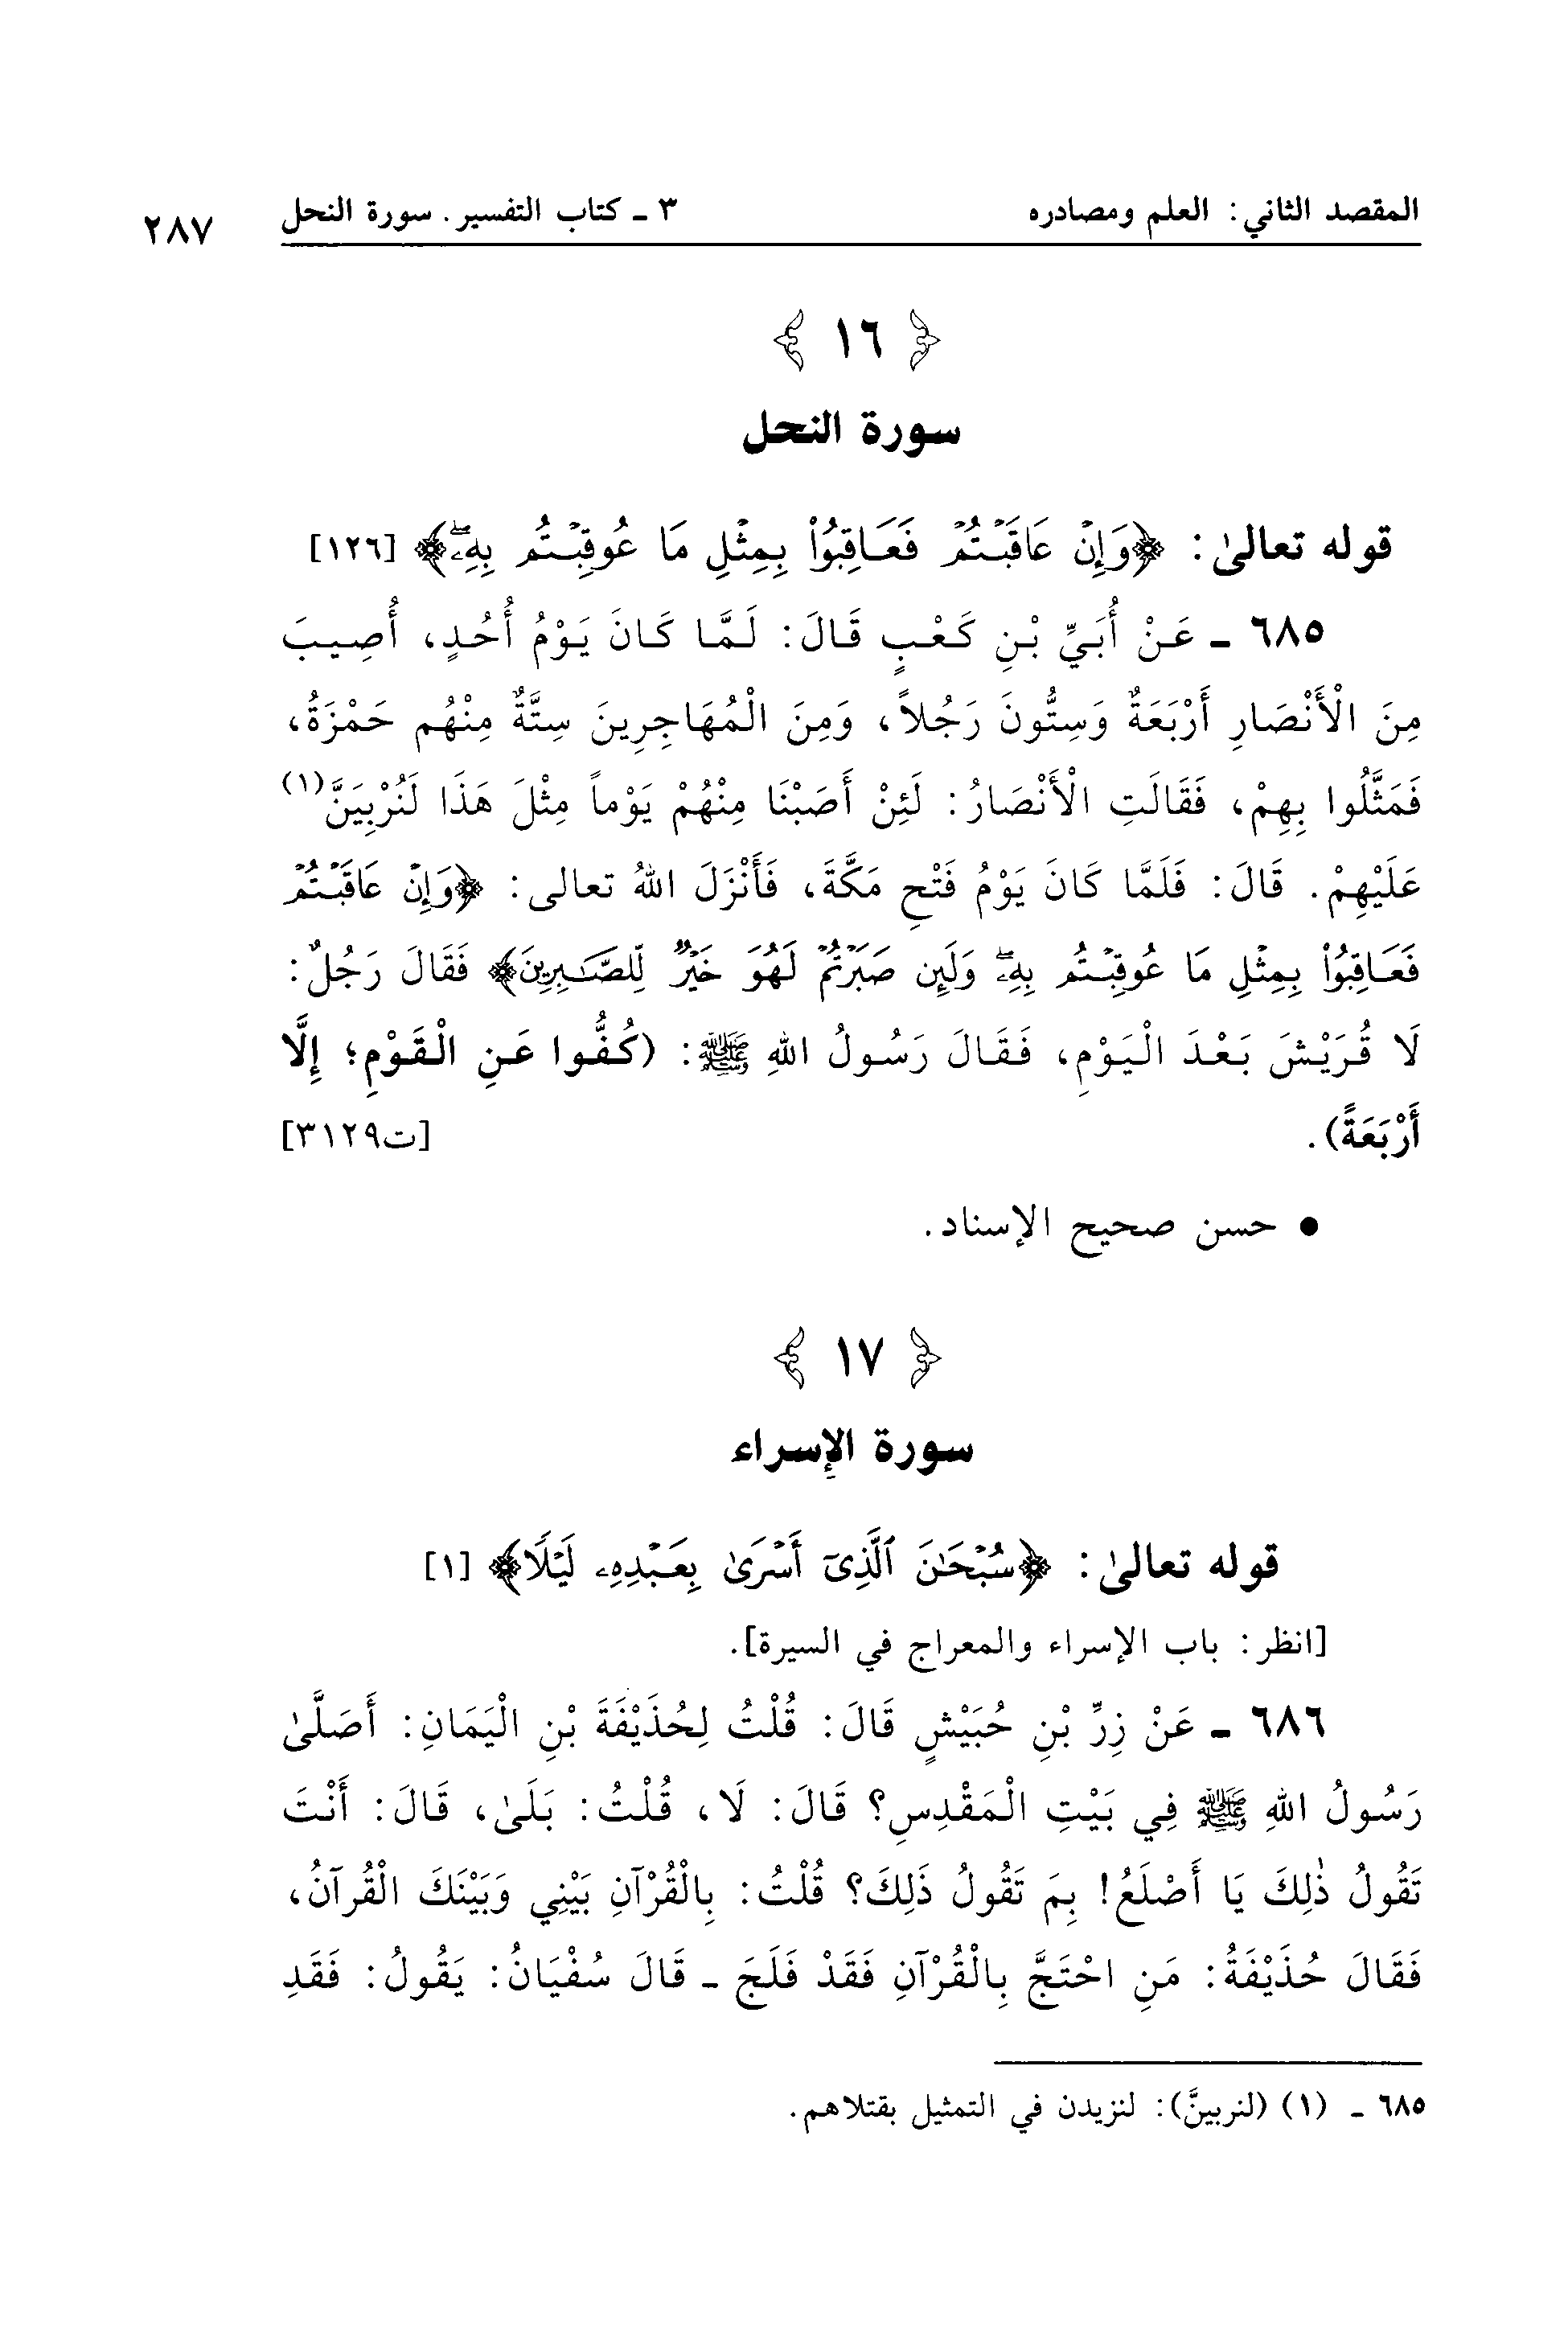 المقصد الثاني: العلم ومصادره ٣ ـ كتاب التفسير. سورة النحل ٢٨٧
﴿ ١٦ ﴾
سورة النحل
قوله تعالىٰ: ﴿وَإِنْ عَاقَبْتُمْ فَعَاقِبُوا۟ بِمِثْلِ مَا عُوقِبْتُم بِهِۦ﴾ [١٢٦]
٦٨٥ ـ عَنْ أُبَيِّ بْنِ كَعْبٍ قَالَ: لَمَّا كَانَ يَوْمُ أُحُدٍ، أُصِيبَ
مِنَ الْأَنْصَارِ أَرْبَعَةٌ وَسِتُّونَ رَجُلاً، وَمِنَ الْمُهَاجِرِينَ سِتَّةٌ مِنْهُم حَمْزَةُ،
فَمَثَّلُوا بِهِمْ، فَقَالَتِ الْأَنْصَارُ: لَئِنْ أَصَبْنَا مِنْهُمْ يَوْماً مِثْلَ هَذَا لَنُرْبِيَنَّ(١)
عَلَيْهِمْ. قَالَ: فَلَمَّا كَانَ يَوْمُ فَتْحِ مَكَّةَ، فَأَنْزَلَ اللهُ تعالى: ﴿وَإِنْ عَاقَبْتُمْ
فَعَاقِبُوا۟ بِمِثْلِ مَا عُوقِبْتُم بِهِۦ وَلَئِن صَبَرْتُمْ لَهُوَ خَيْرٌ لِّلصَّٰبِرِينَ﴾ فَقَالَ رَجُلٌ:
لَا قُرَيْشَ بَعْدَ الْيَوْمِ، فَقَالَ رَسُولُ اللهِ ﷺ: (كُفُّوا عَنِ الْقَوْمِ؛ إِلَّا
أَرْبَعَةً). [ت٣١٢٩]
● حسن صحيح الإسناد.
﴿ ١٧ ﴾
سورة الإسراء
قوله تعالىٰ: ﴿سُبْحَٰنَ ٱلَّذِىٓ أَسْرَىٰ بِعَبْدِهِۦ لَيْلًا﴾ [١]
[انظر: باب الإسراء والمعراج في السيرة].
٦٨٦ ـ عَنْ زِرِّ بْنِ حُبَيْشٍ قَالَ: قُلْتُ لِحُذَيْفَةَ بْنِ الْيَمَانِ: أَصَلَّىٰ
رَسُولُ اللهِ ﷺ فِي بَيْتِ الْمَقْدِسِ؟ قَالَ: لَا، قُلْتُ: بَلَىٰ، قَالَ: أَنْتَ
تَقُولُ ذٰلِكَ يَا أَصْلَعُ! بِمَ تَقُولُ ذَلِكَ؟ قُلْتُ: بِالْقُرْآنِ بَيْنِي وَبَيْنَكَ الْقُرآنُ،
فَقَالَ حُذَيْفَةُ: مَنِ احْتَجَّ بِالْقُرْآنِ فَقَدْ فَلَجَ ـ قَالَ سُفْيَانُ: يَقُولُ: فَقَدِ
٦٨٥ ـ (١) (لنربينَّ): لنزيدن في التمثيل بقتلاهم.